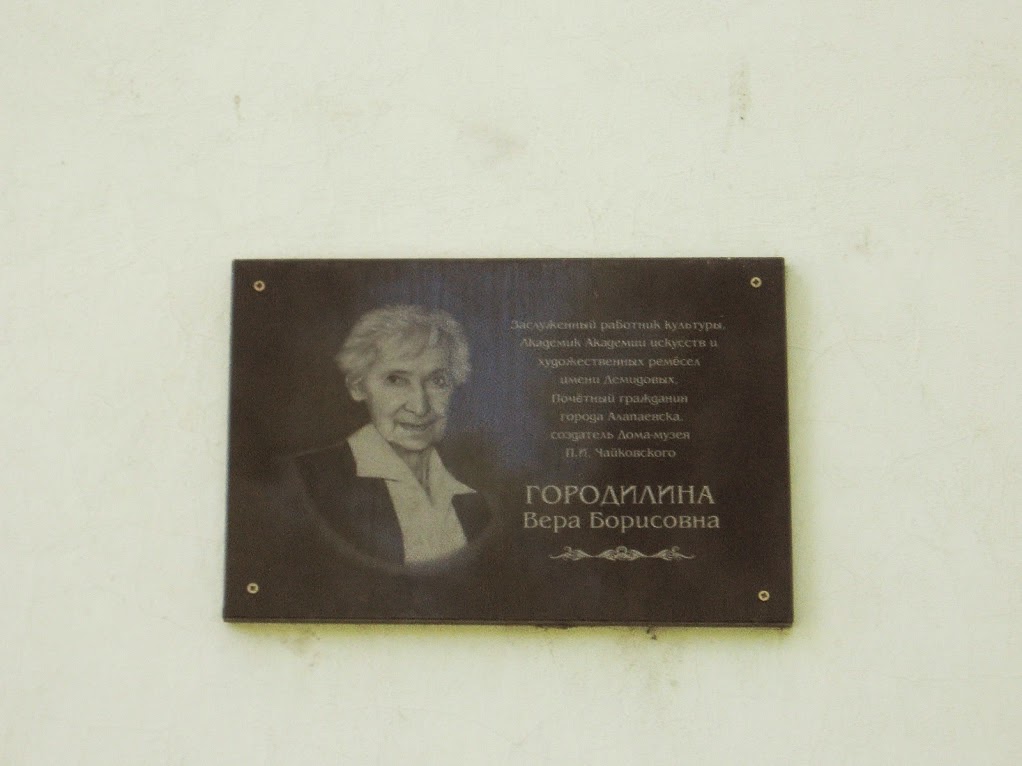 Заслуженный работник культуры,
Академик Академии искусств и
художественных ремёсел
имени Демидовых,
Почётный гражданин
города Алапаевска,
создатель Дома-музея
П.И. Чайковского
ГОРОДИЛИНА
Вера Борисовна